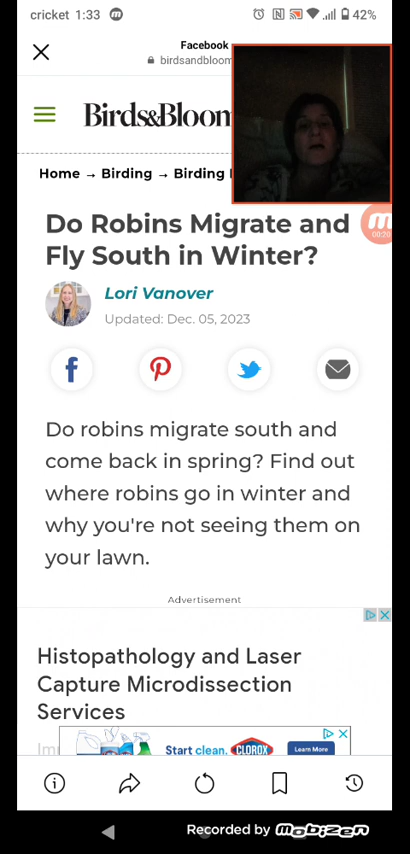 cricket 1:33 42%
Facebook
birdsandbloom
Birds&Bloom
Home → Birding → Birding
Do Robins Migrate and
Fly South in Winter?
Lori Vanover
Updated: Dec. 05, 2023
00:20
Do robins migrate south and
come back in spring? Find out
where robins go in winter and
why you're not seeing them on
your lawn.
Advertisement
Histopathology and Laser
Capture Microdissection
Services
Start clean. CLOROX Learn More
Recorded by mobizen